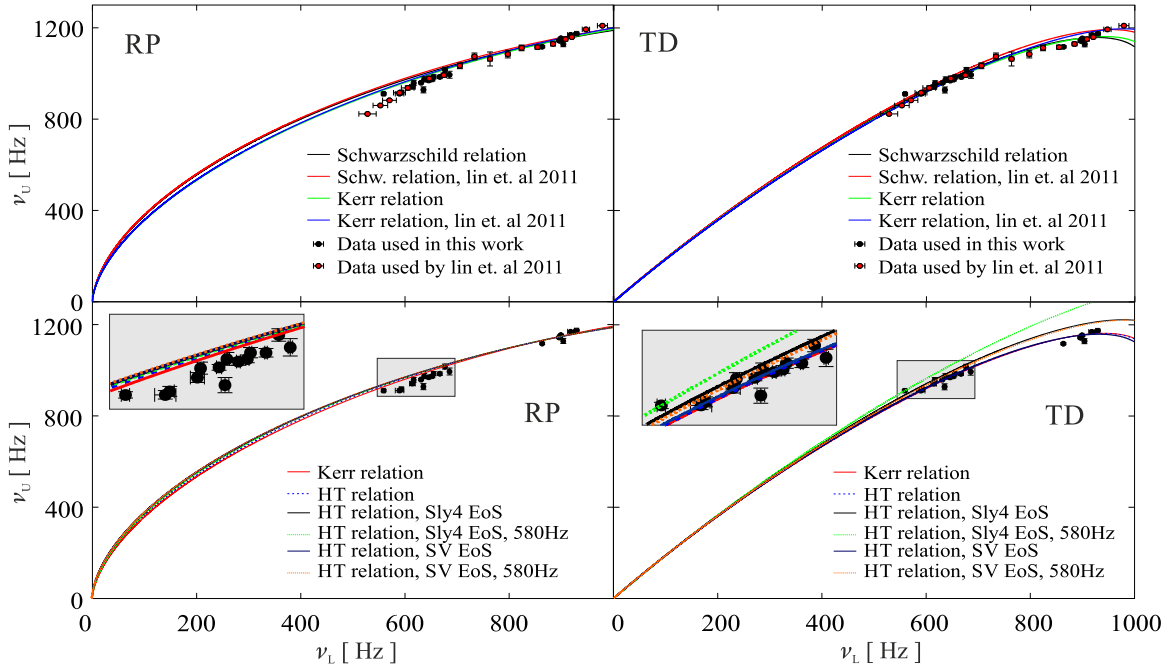 1200
800
400
0
ν_U [ Hz ]
RP
Schwarzschild relation
Schw. relation, lin et. al 2011
Kerr relation
Kerr relation, lin et. al 2011
Data used in this work
Data used by lin et. al 2011
TD
Schwarzschild relation
Schw. relation, lin et. al 2011
Kerr relation
Kerr relation, lin et. al 2011
Data used in this work
Data used by lin et. al 2011
1200
800
400
0
ν_U [ Hz ]
RP
Kerr relation
HT relation
HT relation, Sly4 EoS
HT relation, Sly4 EoS, 580Hz
HT relation, SV EoS
HT relation, SV EoS, 580Hz
0 200 400 600 800
ν_L [ Hz ]
TD
Kerr relation
HT relation
HT relation, Sly4 EoS
HT relation, Sly4 EoS, 580Hz
HT relation, SV EoS
HT relation, SV EoS, 580Hz
0 200 400 600 800 1000
ν_L [ Hz ]